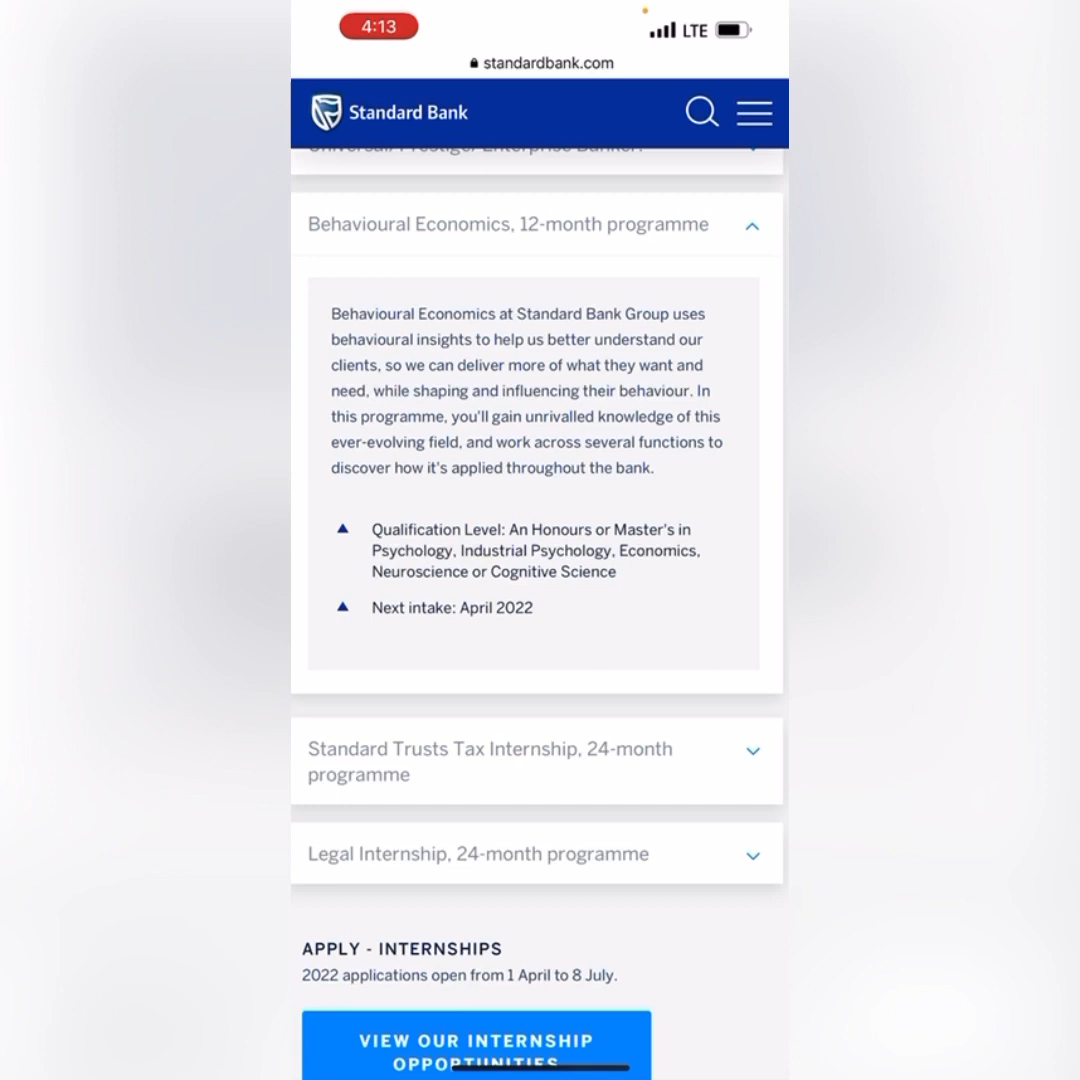 4:13
LTE
standardbank.com
Standard Bank
Behavioural Economics, 12-month programme
Behavioural Economics at Standard Bank Group uses
behavioural insights to help us better understand our
clients, so we can deliver more of what they want and
need, while shaping and influencing their behaviour. In
this programme, you'll gain unrivalled knowledge of this
ever-evolving field, and work across several functions to
discover how it's applied throughout the bank.
Qualification Level: An Honours or Master's in
Psychology, Industrial Psychology, Economics,
Neuroscience or Cognitive Science
Next intake: April 2022
Standard Trusts Tax Internship, 24-month
programme
Legal Internship, 24-month programme
APPLY - INTERNSHIPS
2022 applications open from 1 April to 8 July.
VIEW OUR INTERNSHIP
OPPORTUNITIES